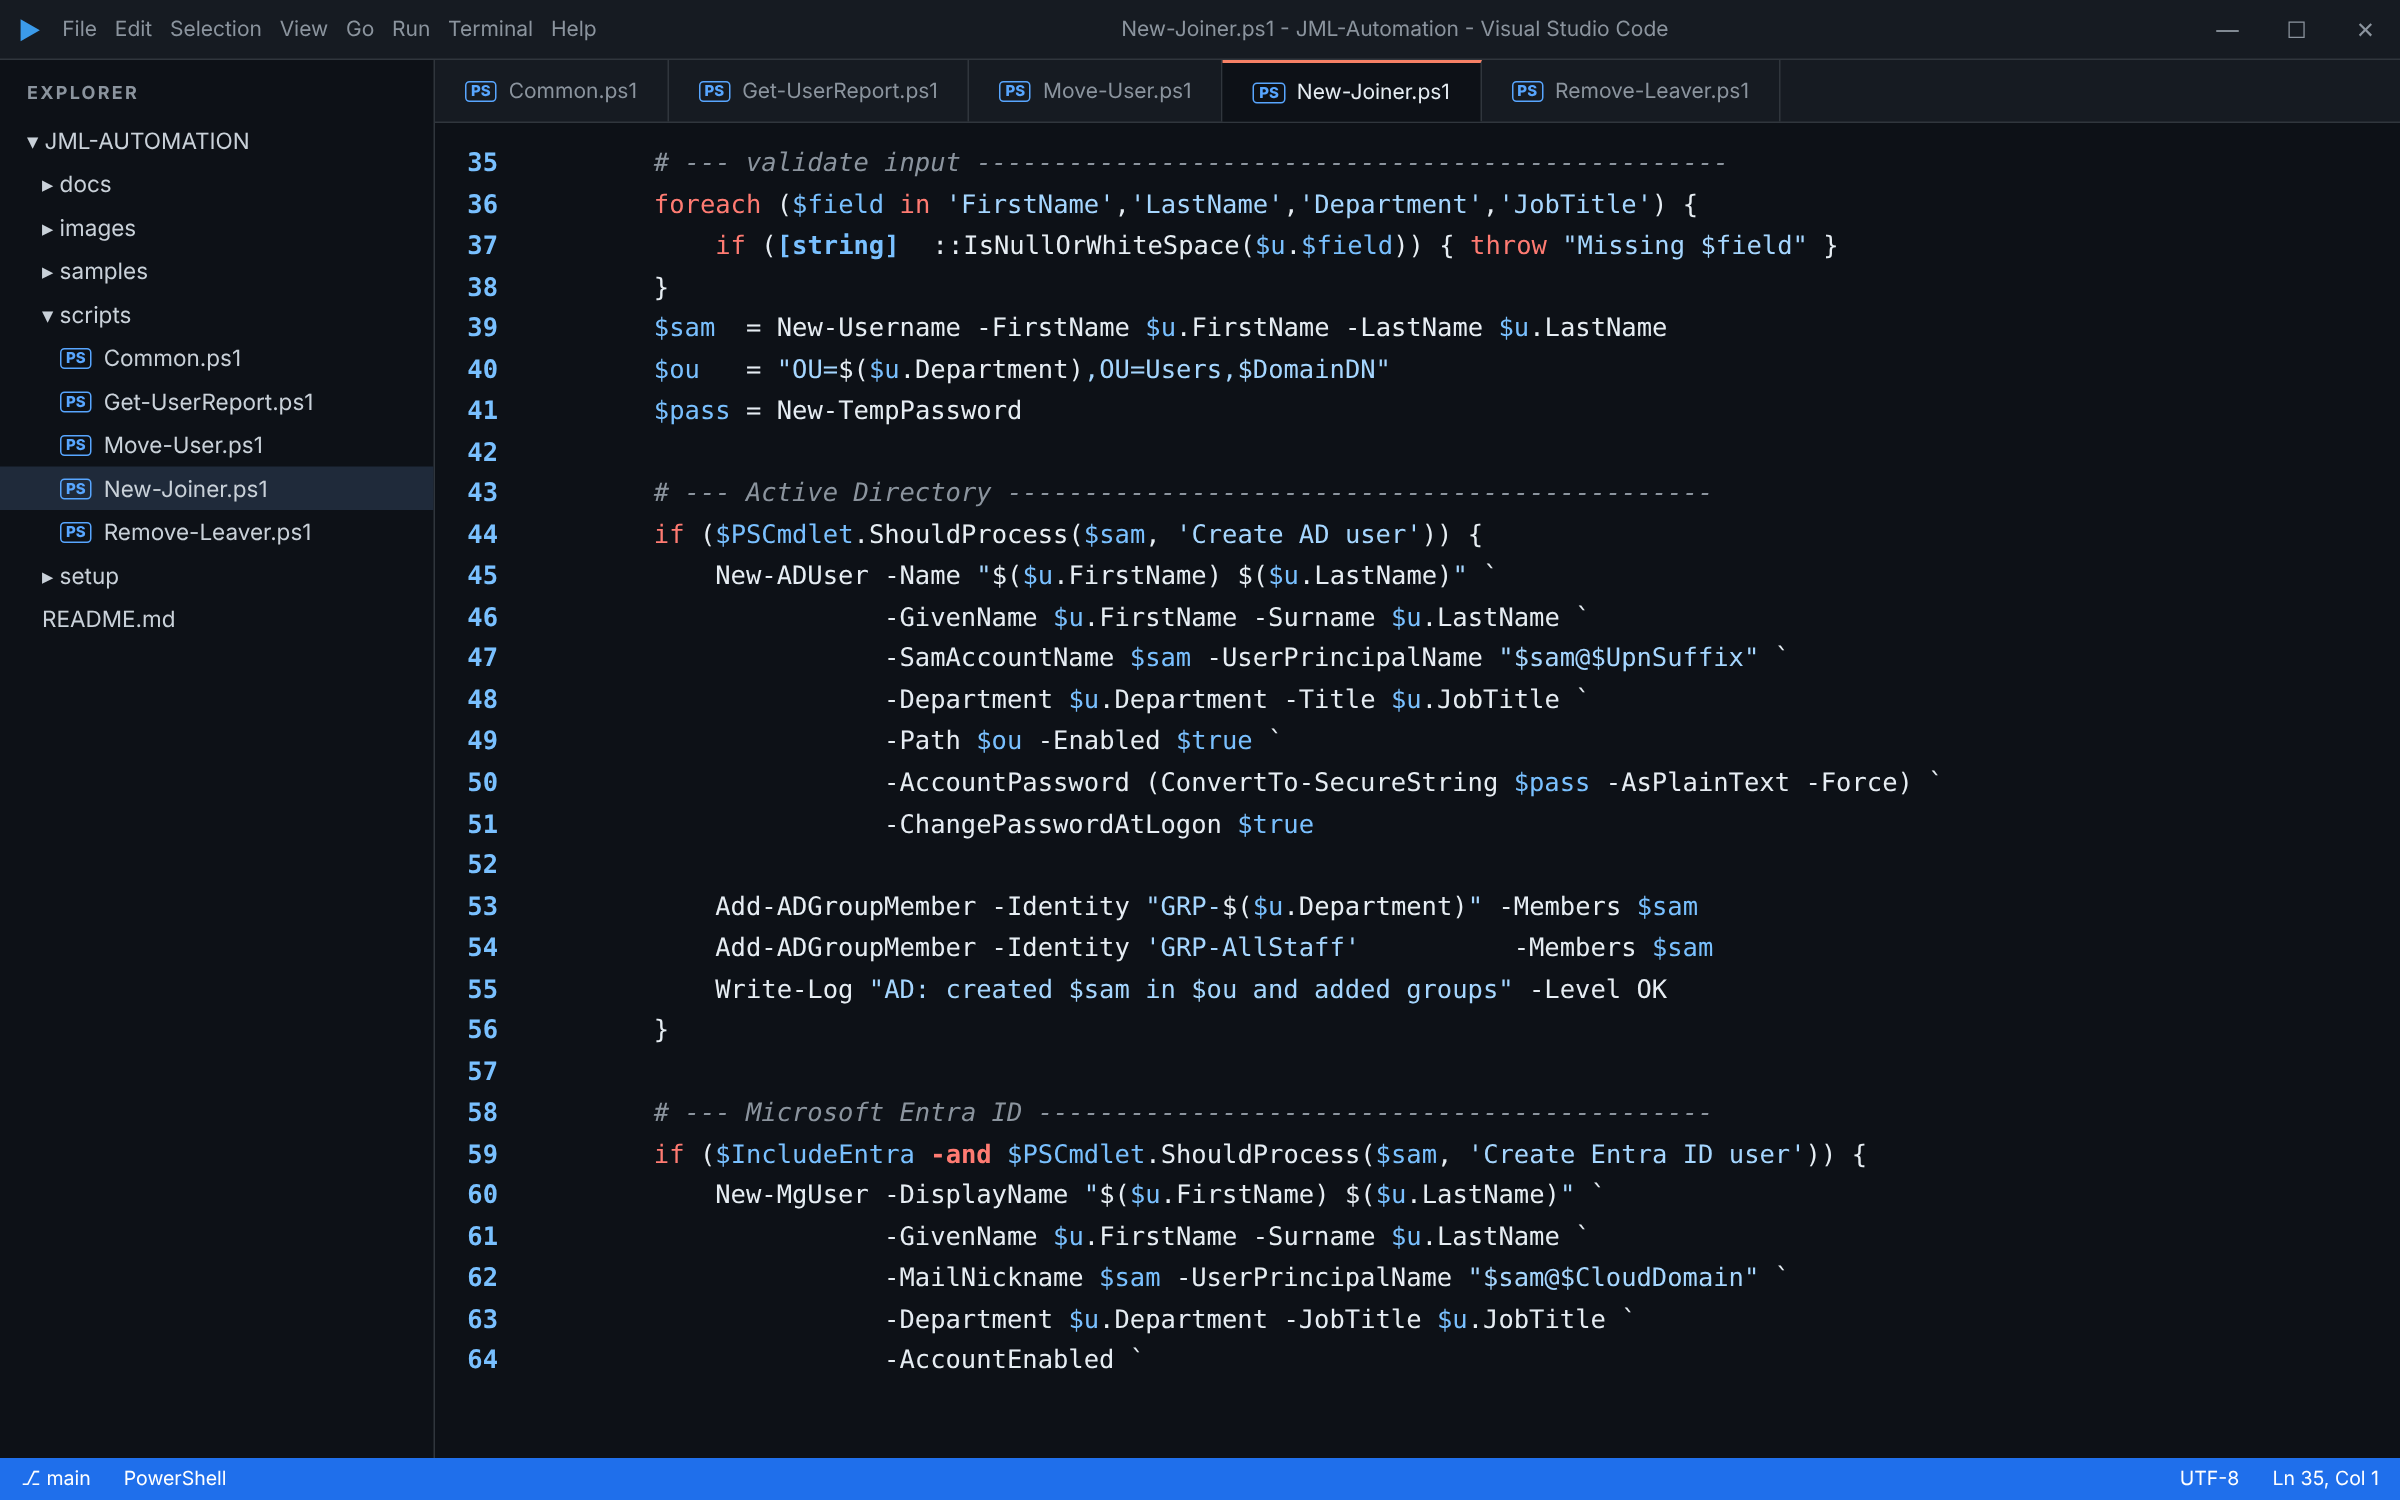 File Edit Selection View Go Run Terminal Help
New-Joiner.ps1 - JML-Automation - Visual Studio Code
EXPLORER
▾ JML-AUTOMATION
▸ docs
▸ images
▸ samples
▾ scripts
PS Common.ps1
PS Get-UserReport.ps1
PS Move-User.ps1
PS New-Joiner.ps1
PS Remove-Leaver.ps1
▸ setup
README.md
PS Common.ps1 PS Get-UserReport.ps1 PS Move-User.ps1 PS New-Joiner.ps1 PS Remove-Leaver.ps1
35         # --- validate input -------------------------------------------------
36         foreach ($field in 'FirstName','LastName','Department','JobTitle') {
37             if ([string]  ::IsNullOrWhiteSpace($u.$field)) { throw "Missing $field" }
38         }
39         $sam  = New-Username -FirstName $u.FirstName -LastName $u.LastName
40         $ou   = "OU=$($u.Department),OU=Users,$DomainDN"
41         $pass = New-TempPassword
42
43         # --- Active Directory ----------------------------------------------
44         if ($PSCmdlet.ShouldProcess($sam, 'Create AD user')) {
45             New-ADUser -Name "$($u.FirstName) $($u.LastName)" `
46                        -GivenName $u.FirstName -Surname $u.LastName `
47                        -SamAccountName $sam -UserPrincipalName "$sam@$UpnSuffix" `
48                        -Department $u.Department -Title $u.JobTitle `
49                        -Path $ou -Enabled $true `
50                        -AccountPassword (ConvertTo-SecureString $pass -AsPlainText -Force) `
51                        -ChangePasswordAtLogon $true
52
53             Add-ADGroupMember -Identity "GRP-$($u.Department)" -Members $sam
54             Add-ADGroupMember -Identity 'GRP-AllStaff'          -Members $sam
55             Write-Log "AD: created $sam in $ou and added groups" -Level OK
56         }
57
58         # --- Microsoft Entra ID --------------------------------------------
59         if ($IncludeEntra -and $PSCmdlet.ShouldProcess($sam, 'Create Entra ID user')) {
60             New-MgUser -DisplayName "$($u.FirstName) $($u.LastName)" `
61                        -GivenName $u.FirstName -Surname $u.LastName `
62                        -MailNickname $sam -UserPrincipalName "$sam@$CloudDomain" `
63                        -Department $u.Department -JobTitle $u.JobTitle `
64                        -AccountEnabled `
⎇ main PowerShell
UTF-8 Ln 35, Col 1